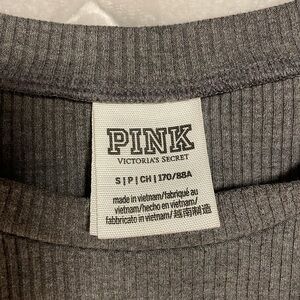 PINK
VICTORIA'S SECRET
S|P|CH|170/88A
made in vietnam/fabriqué au
vietnam/hecho en vietnam/
fabbricato in vietnam/越南制造